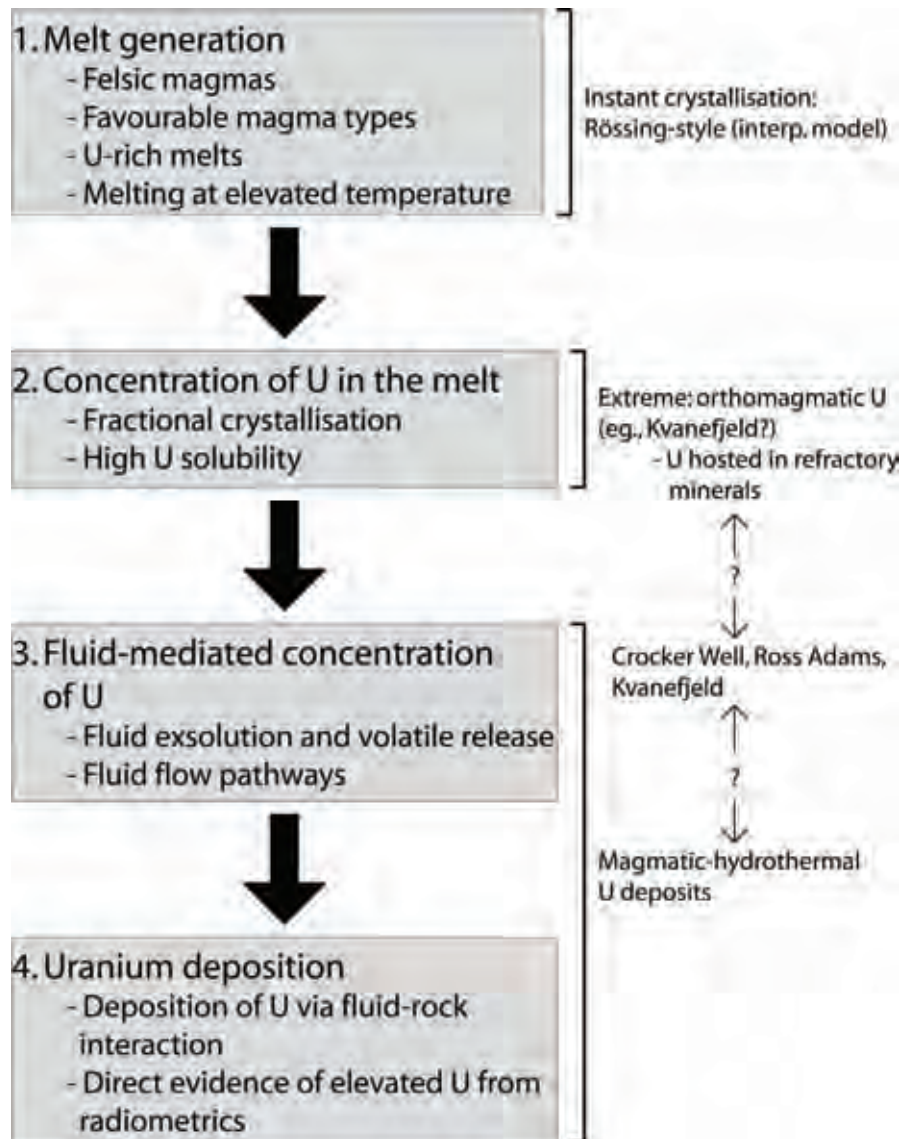 1. Melt generation
- Felsic magmas
- Favourable magma types
- U-rich melts
- Melting at elevated temperature
Instant crystallisation:
Rössing-style (interp. model)
2. Concentration of U in the melt
- Fractional crystallisation
- High U solubility
Extreme: orthomagmatic U
(eg., Kvanefjeld?)
- U hosted in refractory
minerals
?
Crocker Well, Ross Adams,
Kvanefjeld
?
Magmatic-hydrothermal
U deposits
3. Fluid-mediated concentration
of U
- Fluid exsolution and volatile release
- Fluid flow pathways
4. Uranium deposition
- Deposition of U via fluid-rock
interaction
- Direct evidence of elevated U from
radiometrics